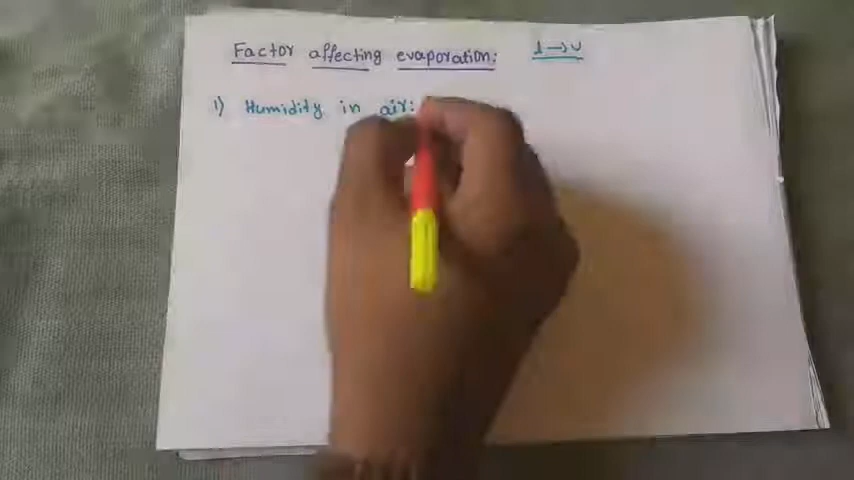 Factor affecting evaporation: l→v
1) Humidity in air: